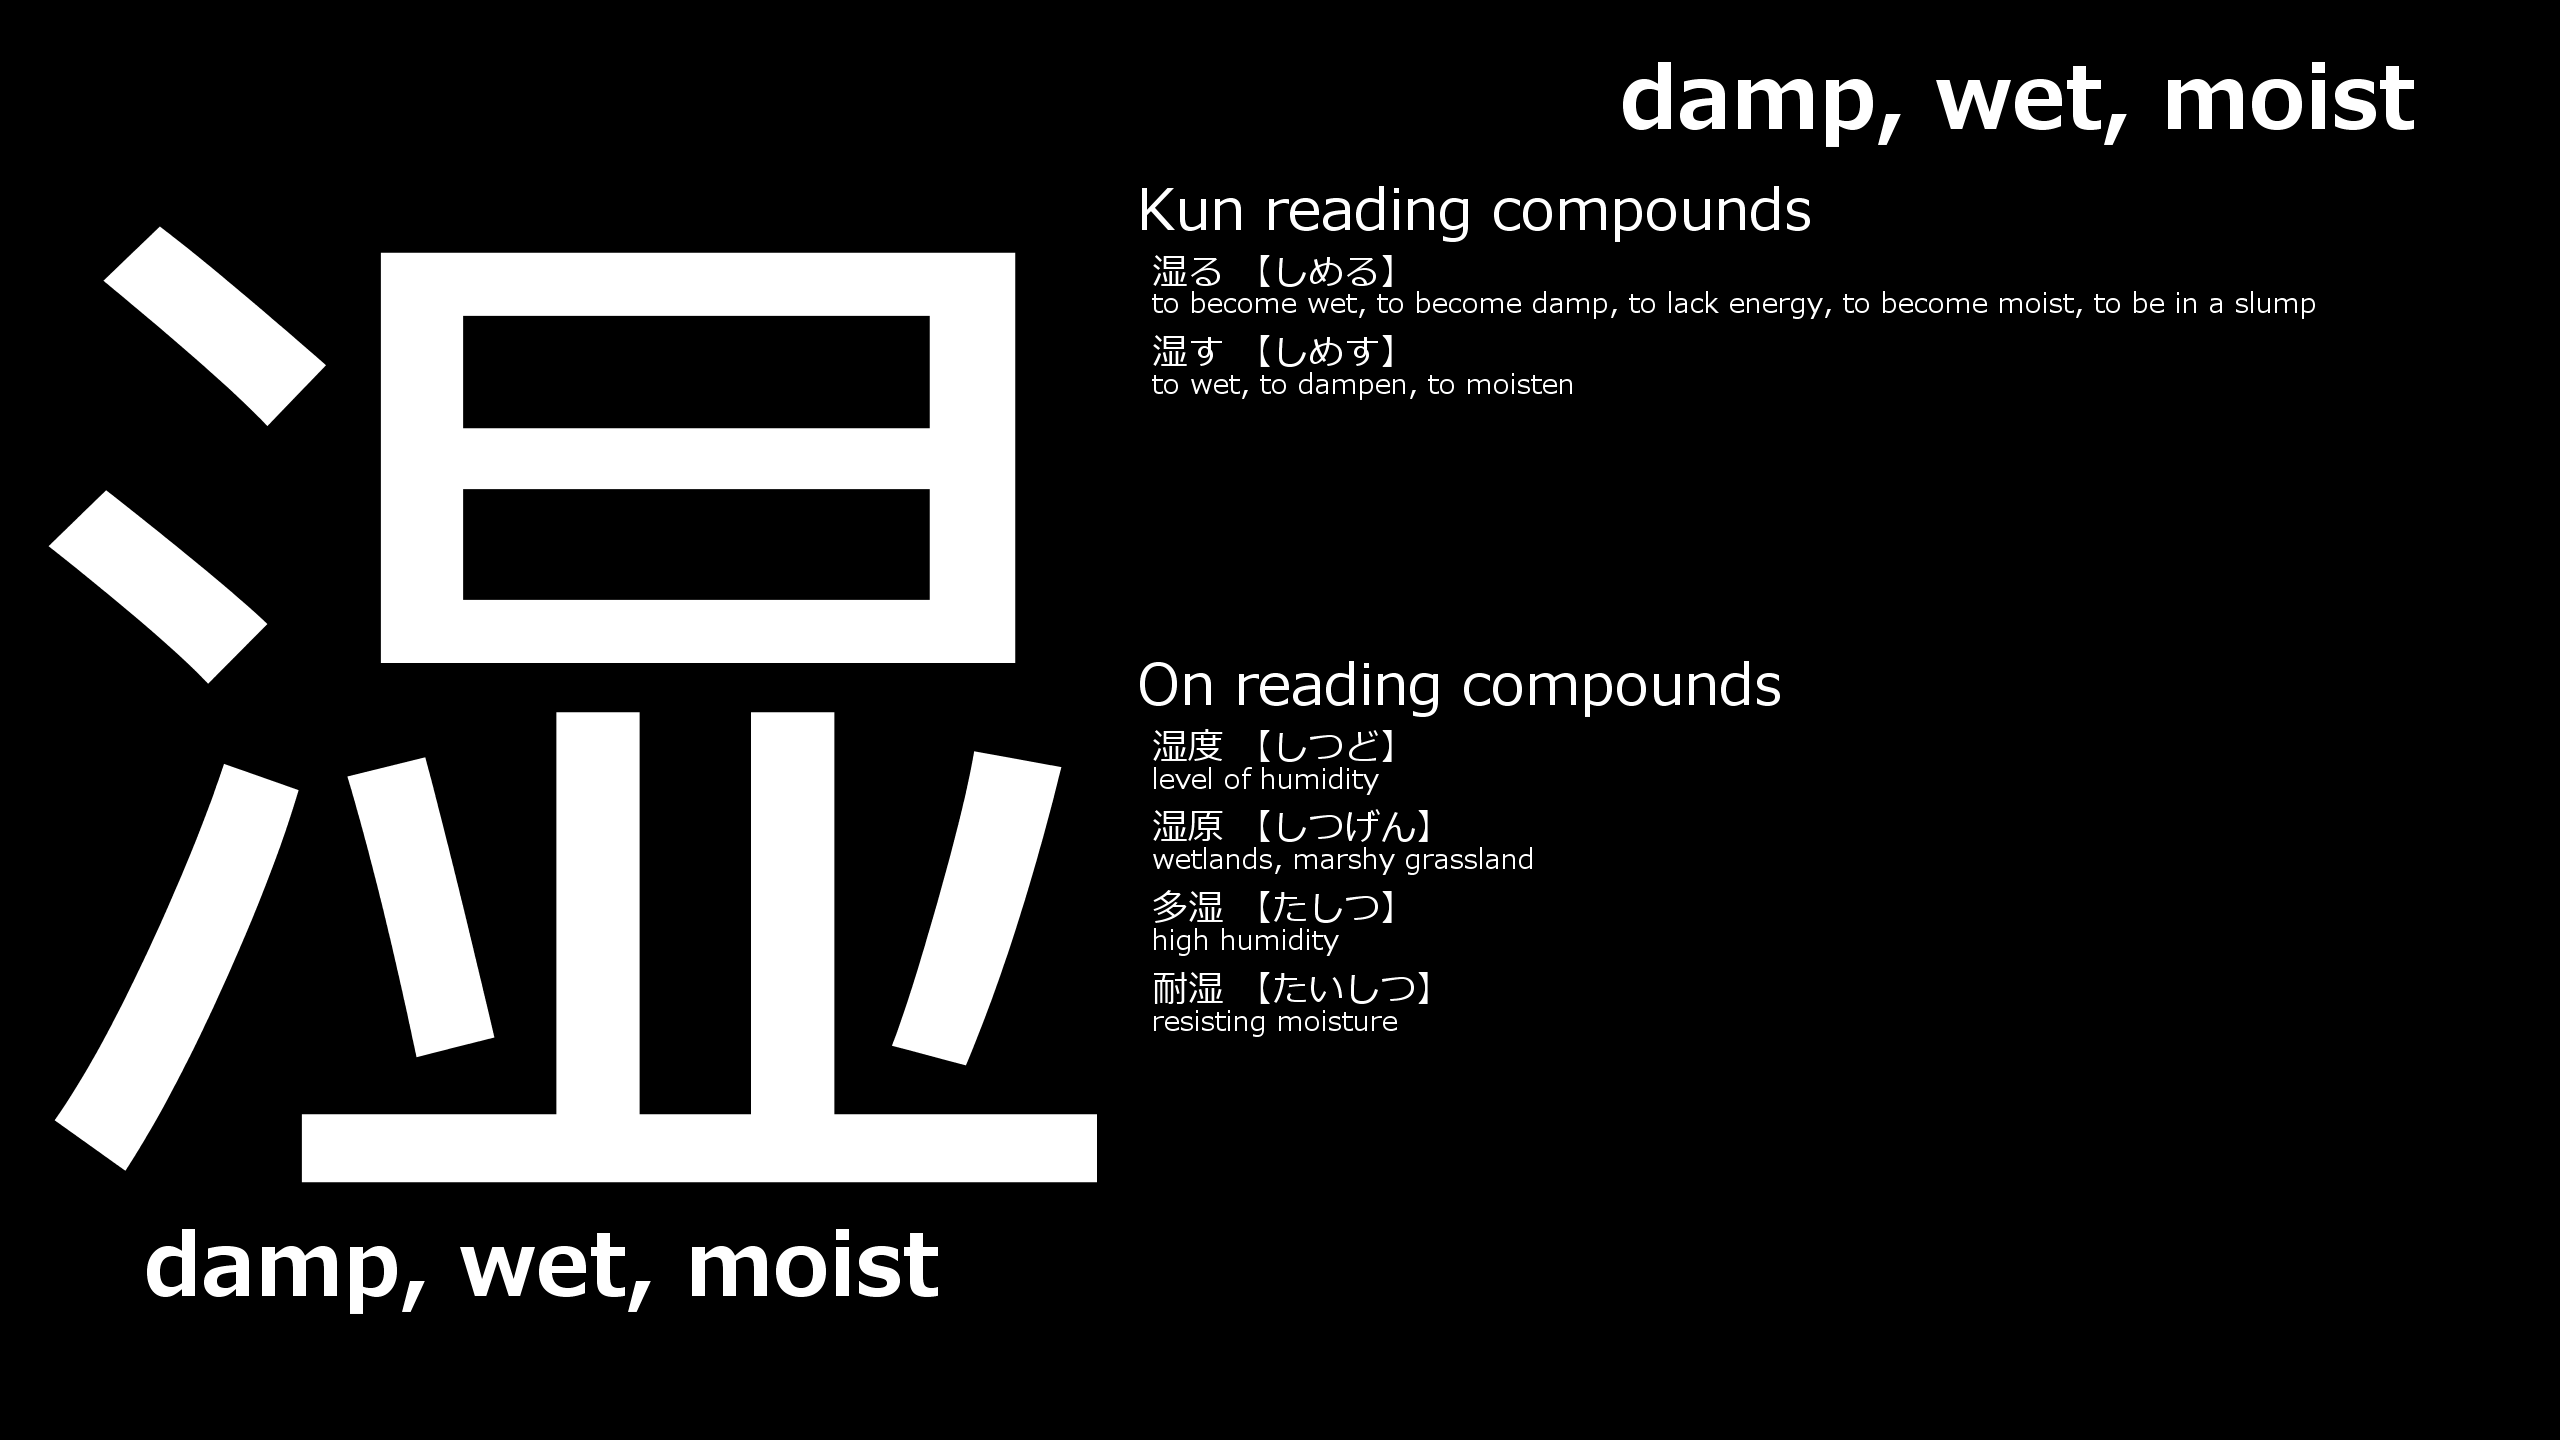 湿
damp, wet, moist
damp, wet, moist
Kun reading compounds
湿る 【しめる】
to become wet, to become damp, to lack energy, to become moist, to be in a slump
湿す 【しめす】
to wet, to dampen, to moisten
On reading compounds
湿度 【しつど】
level of humidity
湿原 【しつげん】
wetlands, marshy grassland
多湿 【たしつ】
high humidity
耐湿 【たいしつ】
resisting moisture